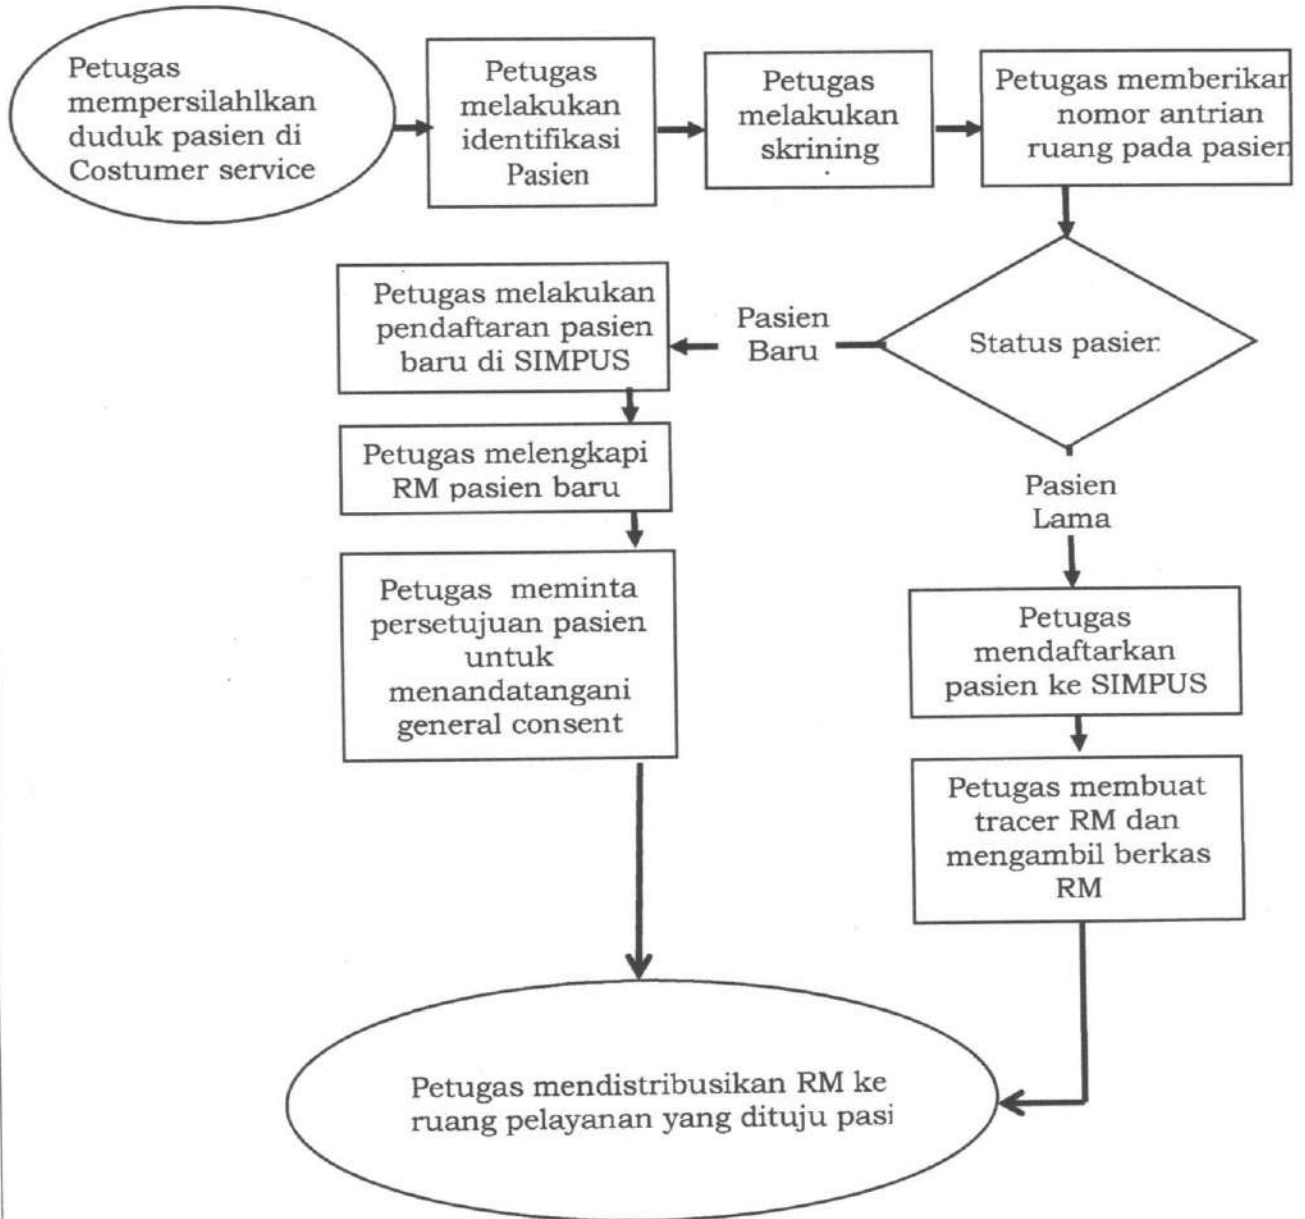 Petugas
mempersilahlkan
duduk pasien di
Costumer service
Petugas
melakukan
identifikasi
Pasien
Petugas
melakukan
skrining
Petugas memberikan
nomor antrian
ruang pada pasien
Status pasien
Pasien
Baru
Petugas melakukan
pendaftaran pasien
baru di SIMPUS
Petugas melengkapi
RM pasien baru
Petugas meminta
persetujuan pasien
untuk
menandatangani
general consent
Pasien
Lama
Petugas
mendaftarkan
pasien ke SIMPUS
Petugas membuat
tracer RM dan
mengambil berkas
RM
Petugas mendistribusikan RM ke
ruang pelayanan yang dituju pasi